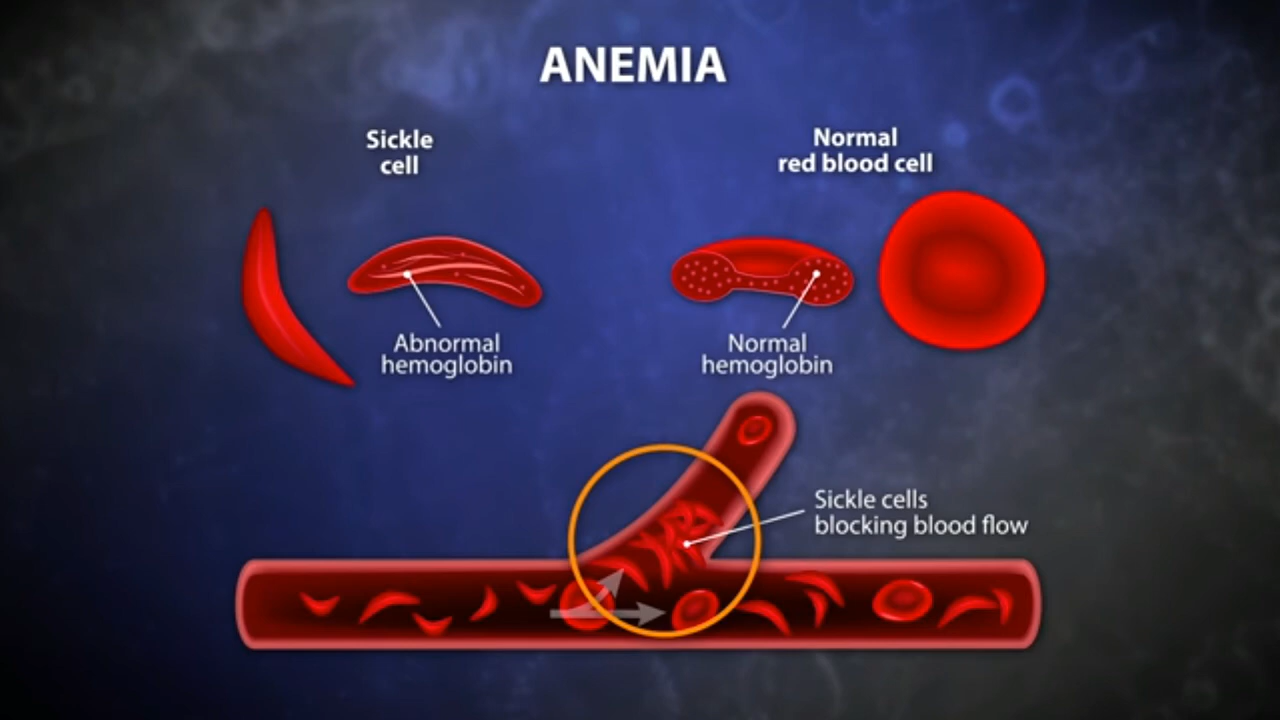 ANEMIA
Sickle
cell
Normal
red blood cell
Abnormal
hemoglobin
Normal
hemoglobin
Sickle cells
blocking blood flow